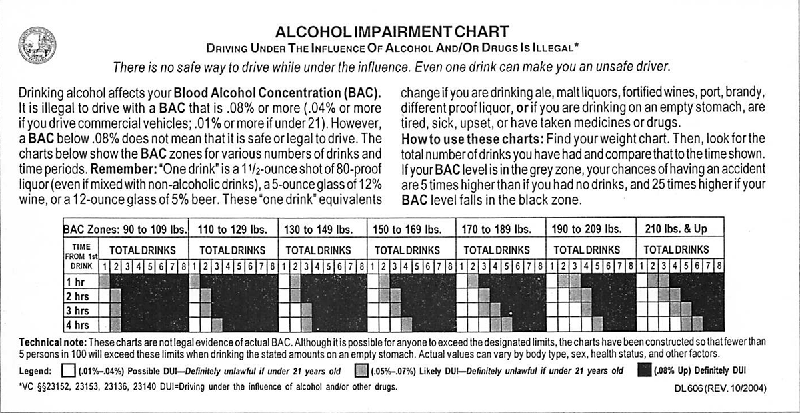 ALCOHOL IMPAIRMENT CHART
DRIVING UNDER THE INFLUENCE OF ALCOHOL AND/OR DRUGS IS ILLEGAL*
There is no safe way to drive while under the influence. Even one drink can make you an unsafe driver.
Drinking alcohol affects your Blood Alcohol Concentration (BAC).
It is illegal to drive with a BAC that is .08% or more (.04% or more
if you drive commercial vehicles; .01% or more if under 21). However,
a BAC below .08% does not mean that it is safe or legal to drive. The
charts below show the BAC zones for various numbers of drinks and
time periods. Remember: "One drink" is a 1 1/2-ounce shot of 80-proof
liquor (even if mixed with non-alcoholic drinks), a 5-ounce glass of 12%
wine, or a 12-ounce glass of 5% beer. These "one drink" equivalents
change if you are drinking ale, malt liquors, fortified wines, port, brandy,
different proof liquor, or if you are drinking on an empty stomach, are
tired, sick, upset, or have taken medicines or drugs.
How to use these charts: Find your weight chart. Then, look for the
total number of drinks you have had and compare that to the time shown.
If your BAC level is in the grey zone, your chances of having an accident
are 5 times higher than if you had no drinks, and 25 times higher if your
BAC level falls in the black zone.
BAC Zones: 90 to 109 lbs. 110 to 129 lbs. 130 to 149 lbs. 150 to 169 lbs. 170 to 189 lbs. 190 to 209 lbs. 210 lbs. & Up
TIME FROM 1st DRINK TOTAL DRINKS TOTAL DRINKS TOTAL DRINKS TOTAL DRINKS TOTAL DRINKS TOTAL DRINKS TOTAL DRINKS
1 2 3 4 5 6 7 8 1 2 3 4 5 6 7 8 1 2 3 4 5 6 7 8 1 2 3 4 5 6 7 8 1 2 3 4 5 6 7 8 1 2 3 4 5 6 7 8 1 2 3 4 5 6 7 8
1 hr
2 hrs
3 hrs
4 hrs
Technical note: These charts are not legal evidence of actual BAC. Although it is possible for anyone to exceed the designated limits, the charts have been constructed so that fewer than
5 persons in 100 will exceed these limits when drinking the stated amounts on an empty stomach. Actual values can vary by body type, sex, health status, and other factors.
Legend: (.01%–.04%) Possible DUI—Definitely unlawful if under 21 years old (.05%–.07%) Likely DUI—Definitely unlawful if under 21 years old (.08% Up) Definitely DUI
*VC §§23152, 23153, 23136, 23140 DUI=Driving under the influence of alcohol and/or other drugs.
DL 606 (REV. 10/2004)